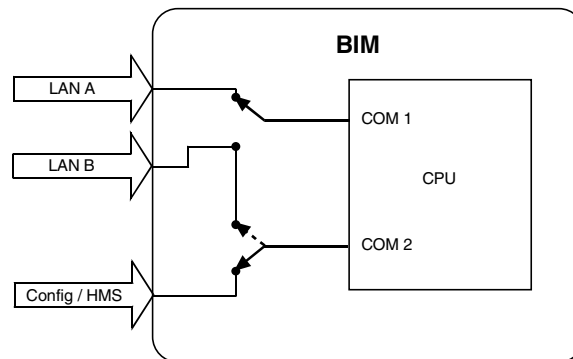 BIM
LAN A
COM 1
LAN B
CPU
COM 2
Config / HMS